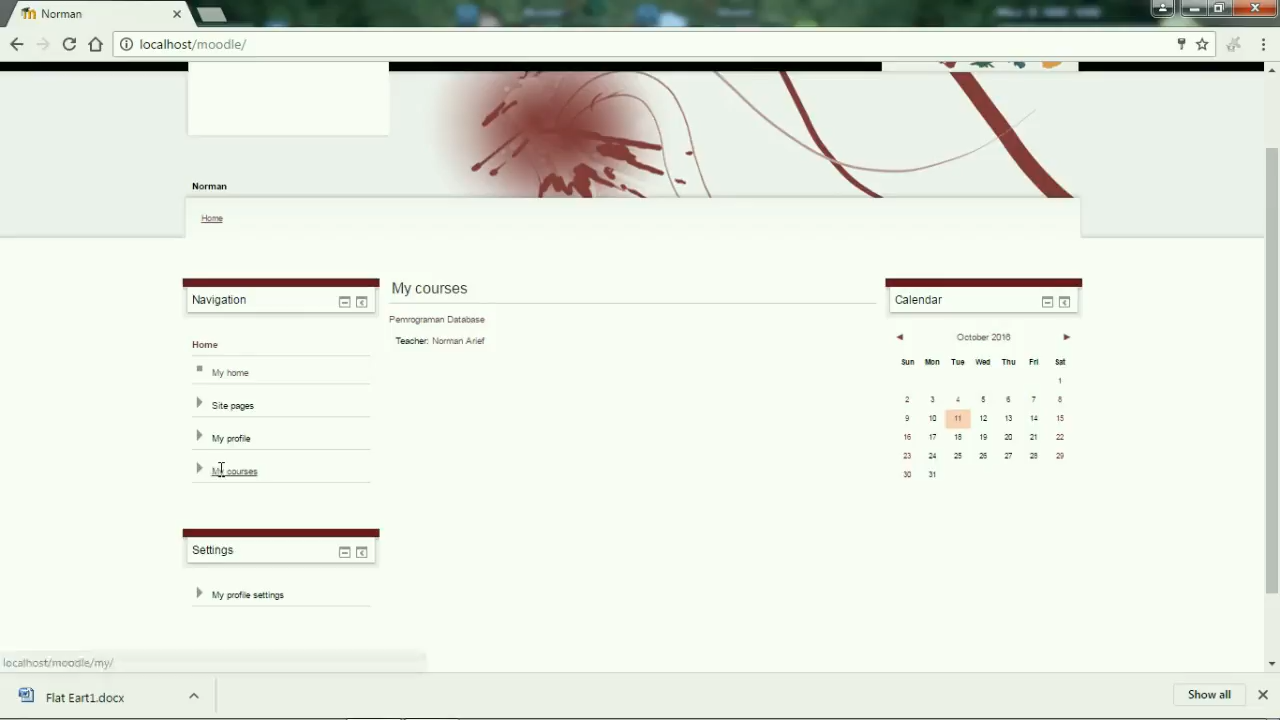 Norman
localhost/moodle/
Norman
Home
Navigation
Home
My home
Site pages
My profile
My courses
Settings
My profile settings
My courses
Pemrograman Database
Teacher: Norman Arief
Calendar
October 2016
Sun Mon Tue Wed Thu Fri Sat
1
2 3 4 5 6 7 8
9 10 11 12 13 14 15
16 17 18 19 20 21 22
23 24 25 26 27 28 29
30 31
localhost/moodle/my/
Flat Eart1.docx
Show all